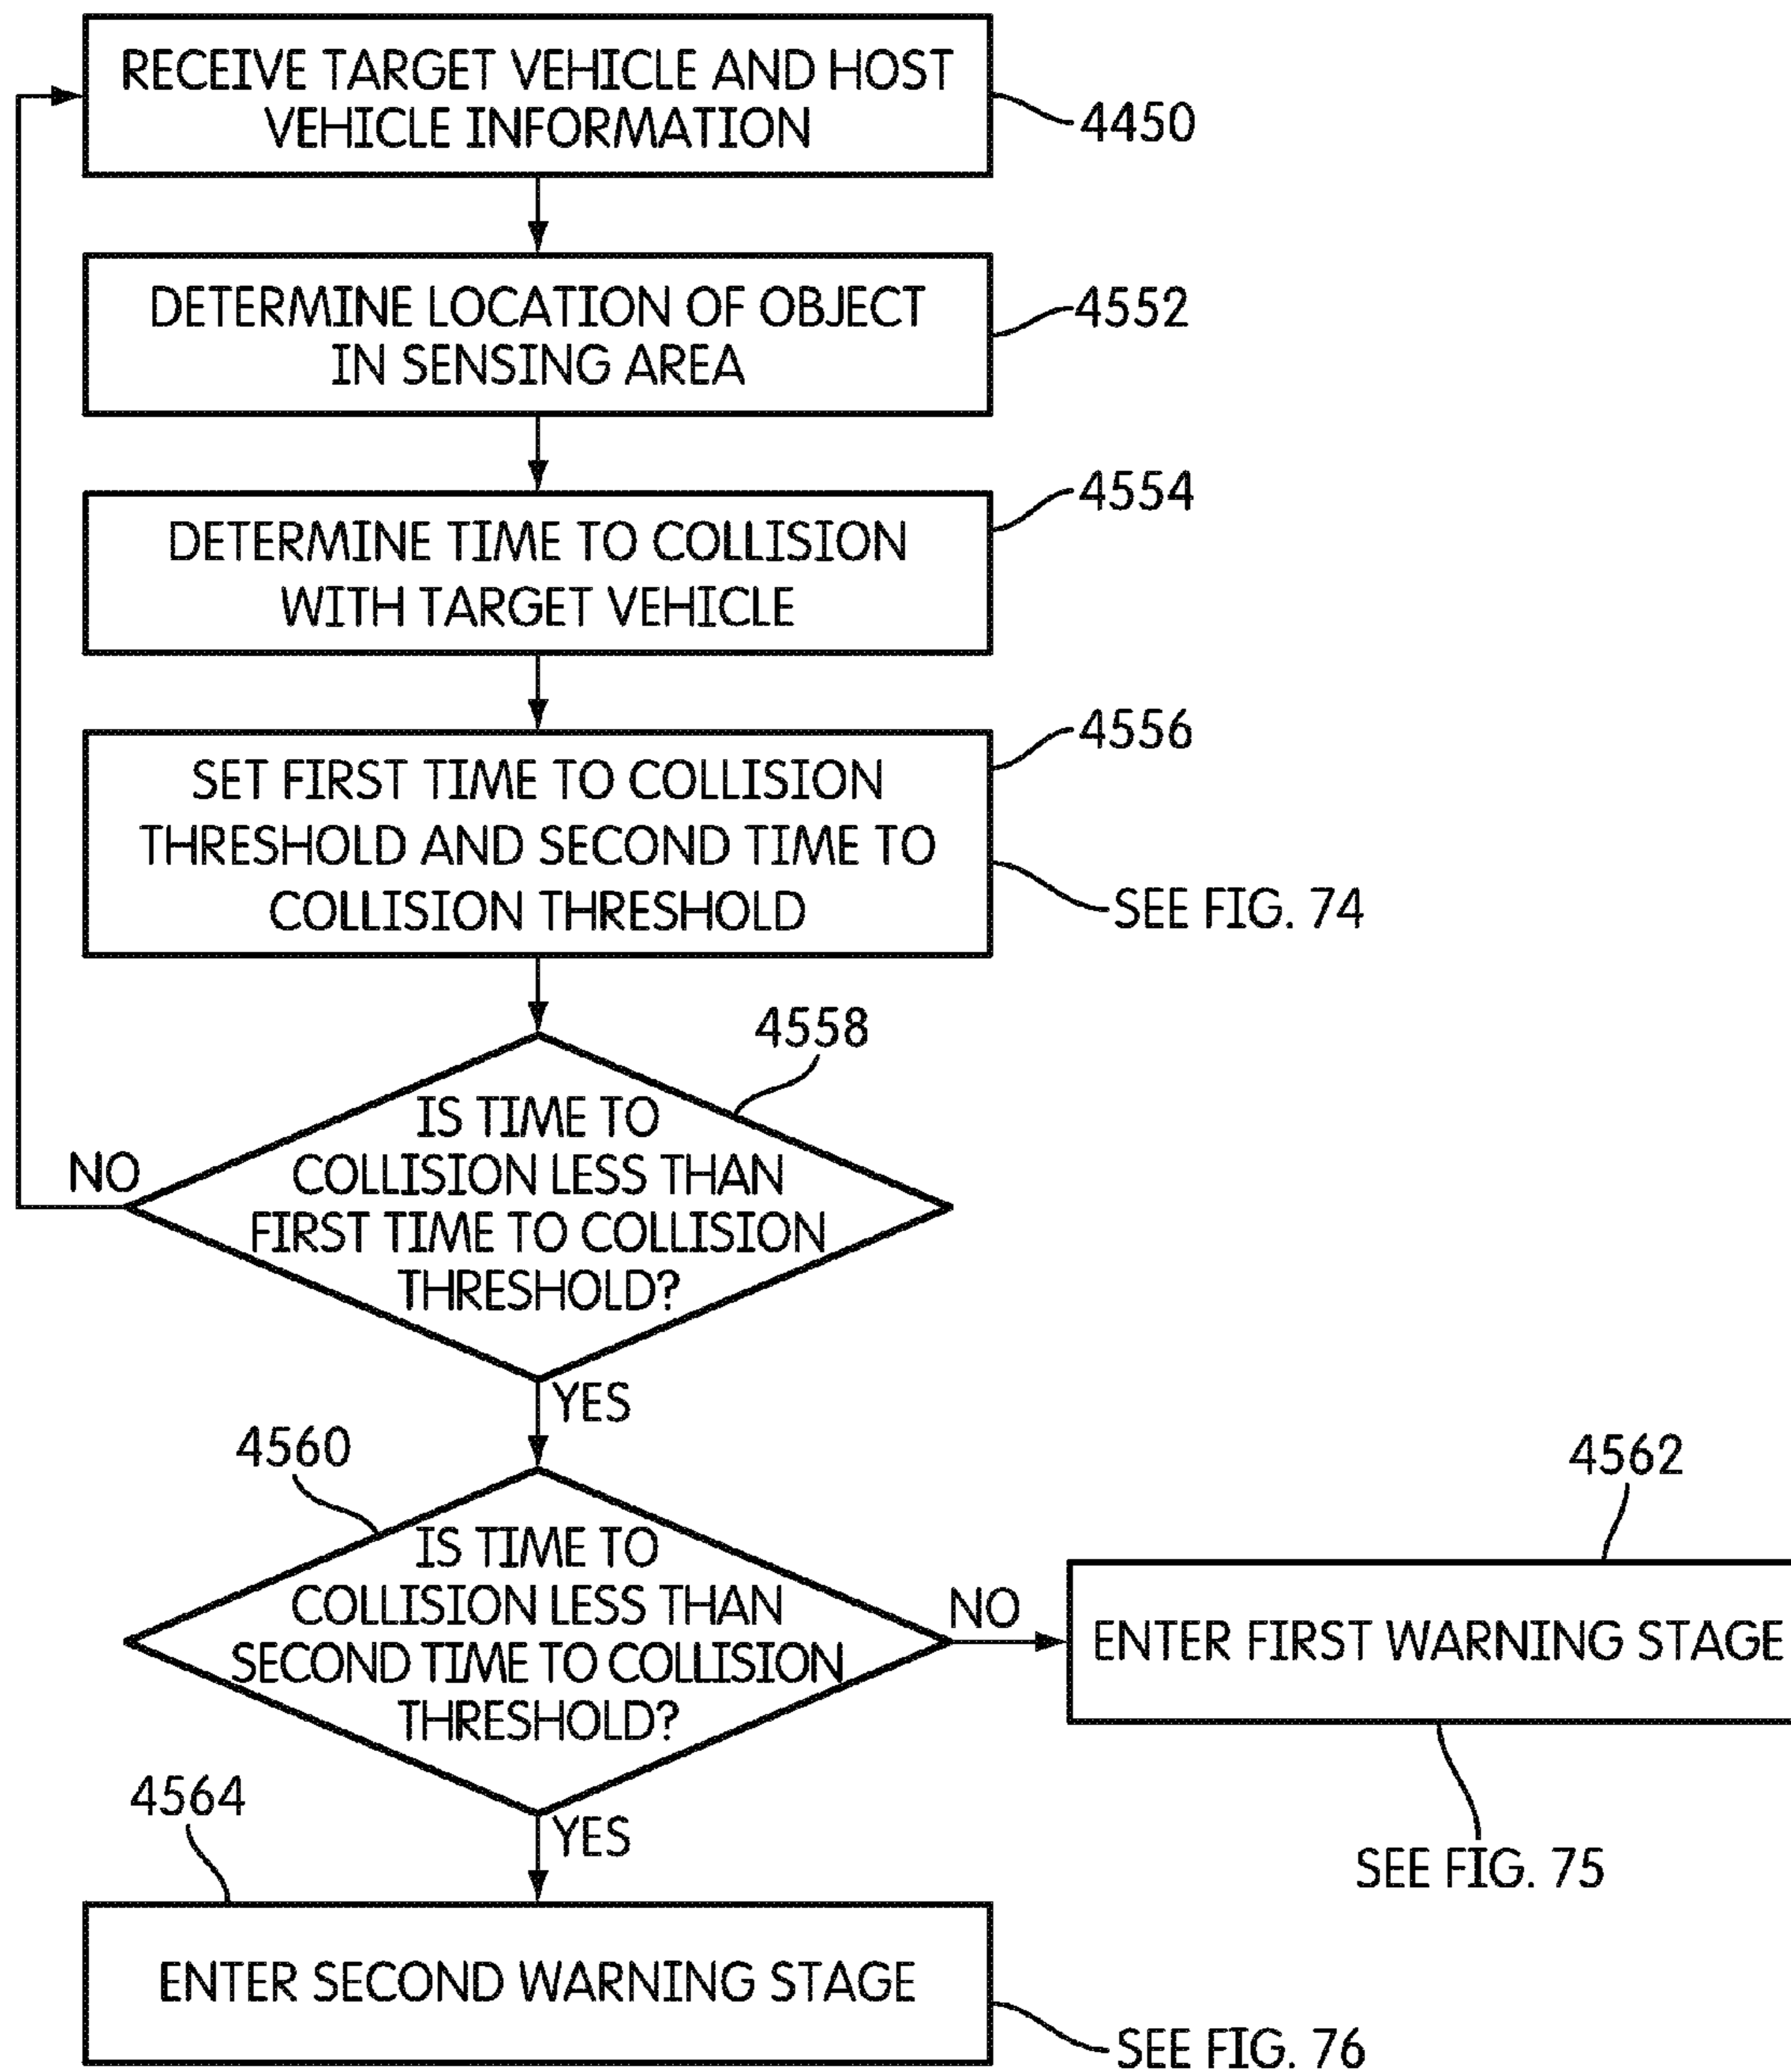 RECEIVE TARGET VEHICLE AND HOST
VEHICLE INFORMATION
4450
DETERMINE LOCATION OF OBJECT
IN SENSING AREA
4552
DETERMINE TIME TO COLLISION
WITH TARGET VEHICLE
4554
SET FIRST TIME TO COLLISION
THRESHOLD AND SECOND TIME TO
COLLISION THRESHOLD
4556
SEE FIG. 74
4558
IS TIME TO
COLLISION LESS THAN
FIRST TIME TO COLLISION
THRESHOLD?
NO
YES
4560
IS TIME TO
COLLISION LESS THAN
SECOND TIME TO COLLISION
THRESHOLD?
NO
4562
ENTER FIRST WARNING STAGE
SEE FIG. 75
YES
4564
ENTER SECOND WARNING STAGE
SEE FIG. 76